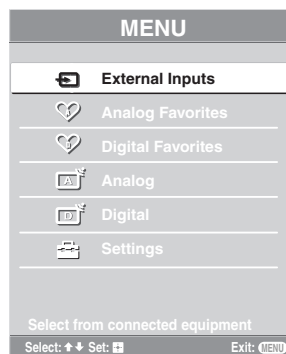 MENU
External Inputs
Analog Favorites
Digital Favorites
A Analog
D Digital
Settings
Select from connected equipment
Select: Set: Exit: MENU